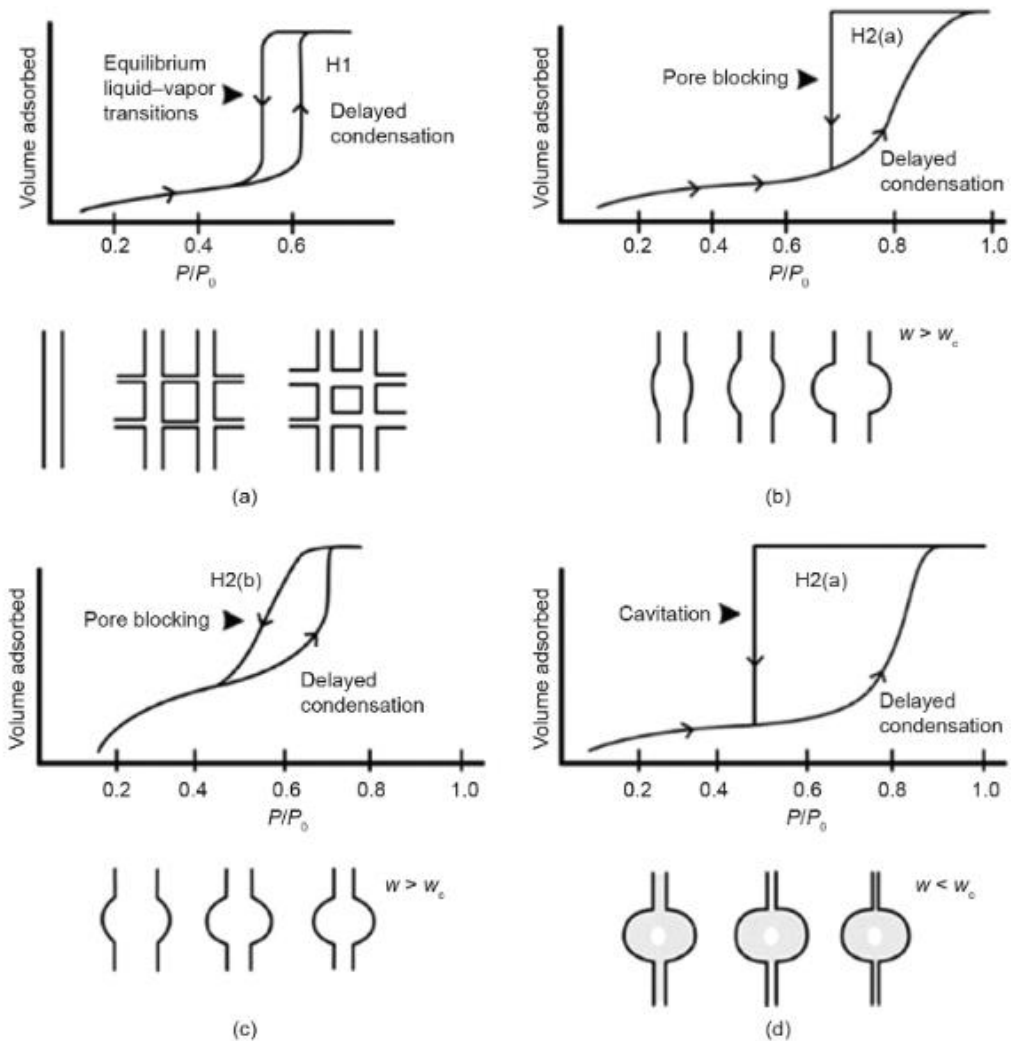 Volume adsorbed
Equilibrium
liquid–vapor
transitions
H1
Delayed
condensation
0.2 0.4 0.6
P/P₀
(a)
Volume adsorbed
H2(a)
Pore blocking
Delayed
condensation
0.2 0.4 0.6 0.8 1.0
P/P₀
w > w꜀
(b)
Volume adsorbed
H2(b)
Pore blocking
Delayed
condensation
0.2 0.4 0.6 0.8 1.0
P/P₀
w > w꜀
(c)
Volume adsorbed
H2(a)
Cavitation
Delayed
condensation
0.2 0.4 0.6 0.8 1.0
P/P₀
w < w꜀
(d)